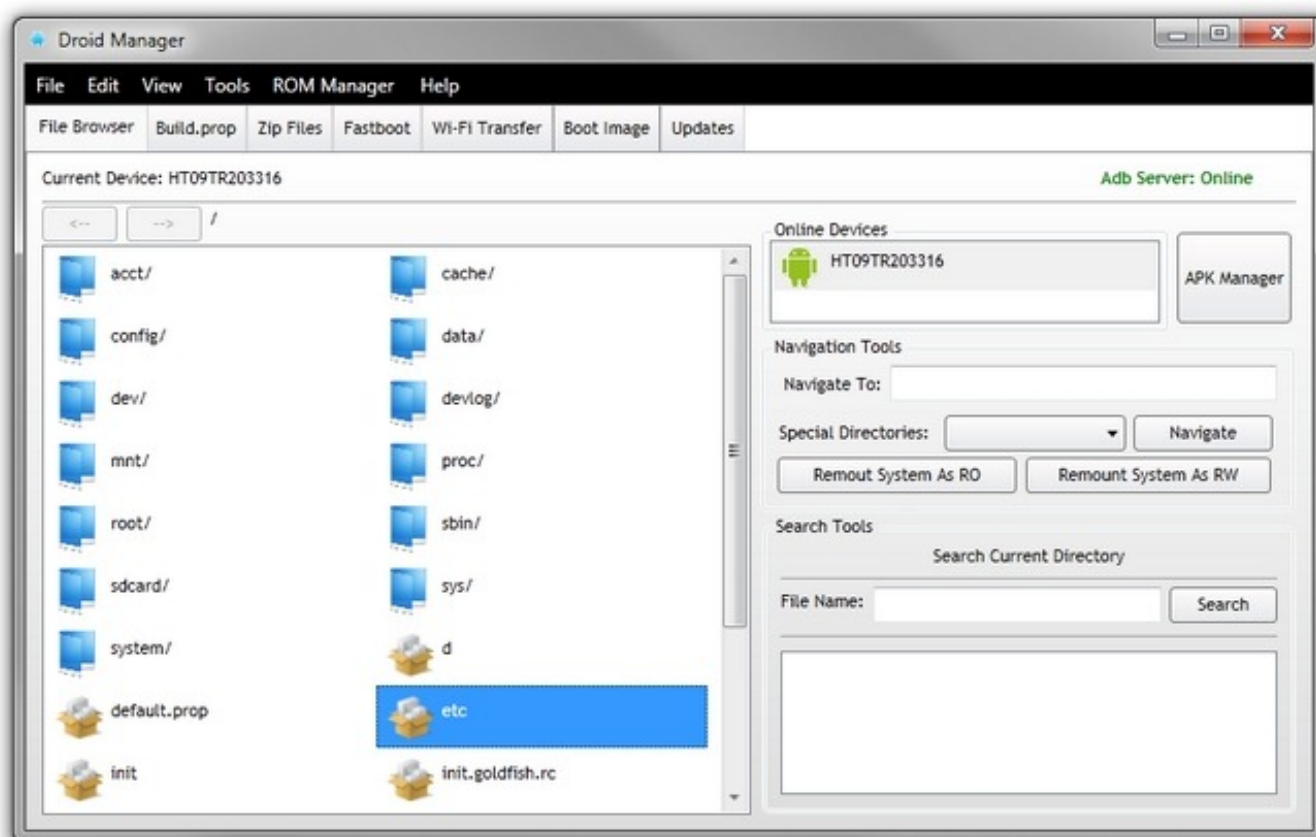 Droid Manager
File Edit View Tools ROM Manager Help
File Browser Build.prop Zip Files Fastboot Wi-Fi Transfer Boot Image Updates
Current Device: HT09TR203316
Adb Server: Online
<-- --> /
acct/ cache/
config/ data/
dev/ devlog/
mnt/ proc/
root/ sbin/
sdcard/ sys/
system/ d
default.prop etc
init init.goldfish.rc
Online Devices
HT09TR203316
APK Manager
Navigation Tools
Navigate To:
Special Directories: Navigate
Remout System As RO Remount System As RW
Search Tools
Search Current Directory
File Name: Search